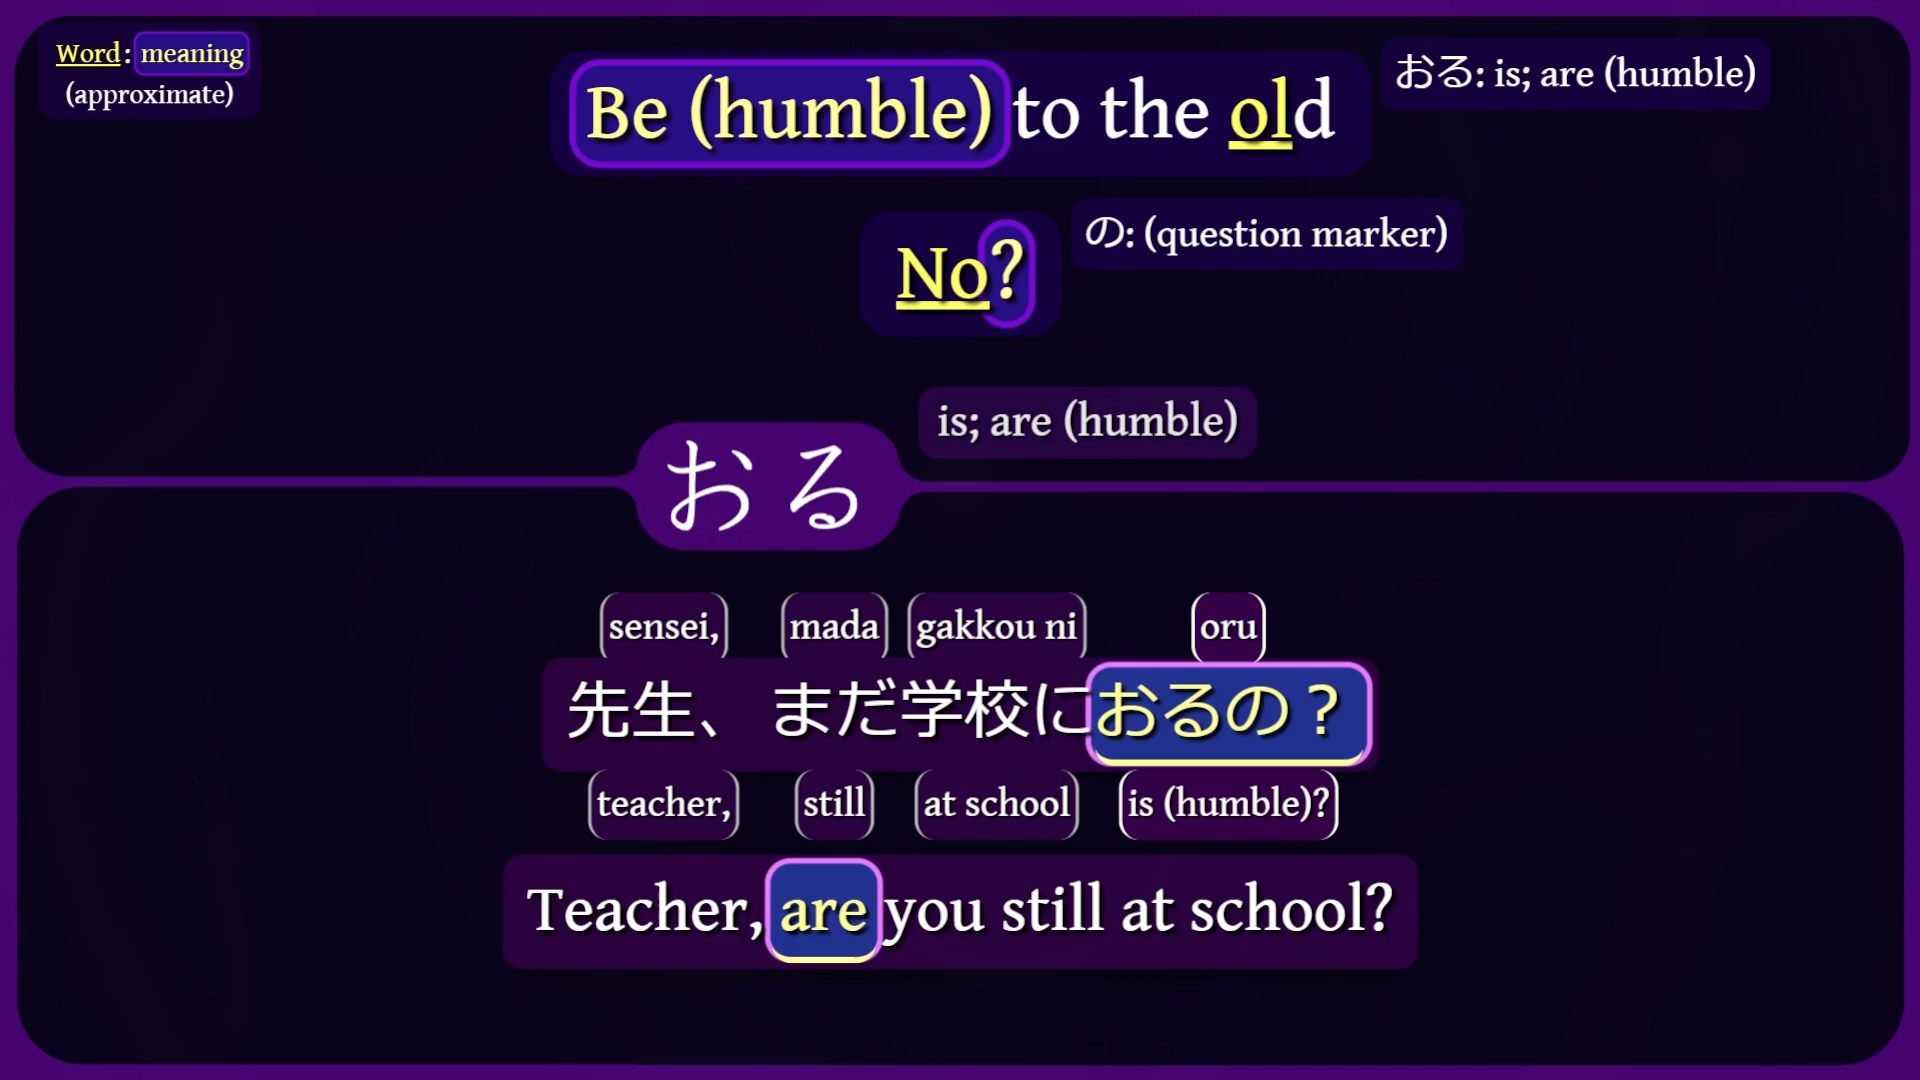 Word: meaning
(approximate)
Be (humble) to the old
おる: is; are (humble)
No?
の: (question marker)
is; are (humble)
おる
sensei, mada gakkou ni oru
先生、まだ学校におるの？
teacher, still at school is (humble)?
Teacher, are you still at school?